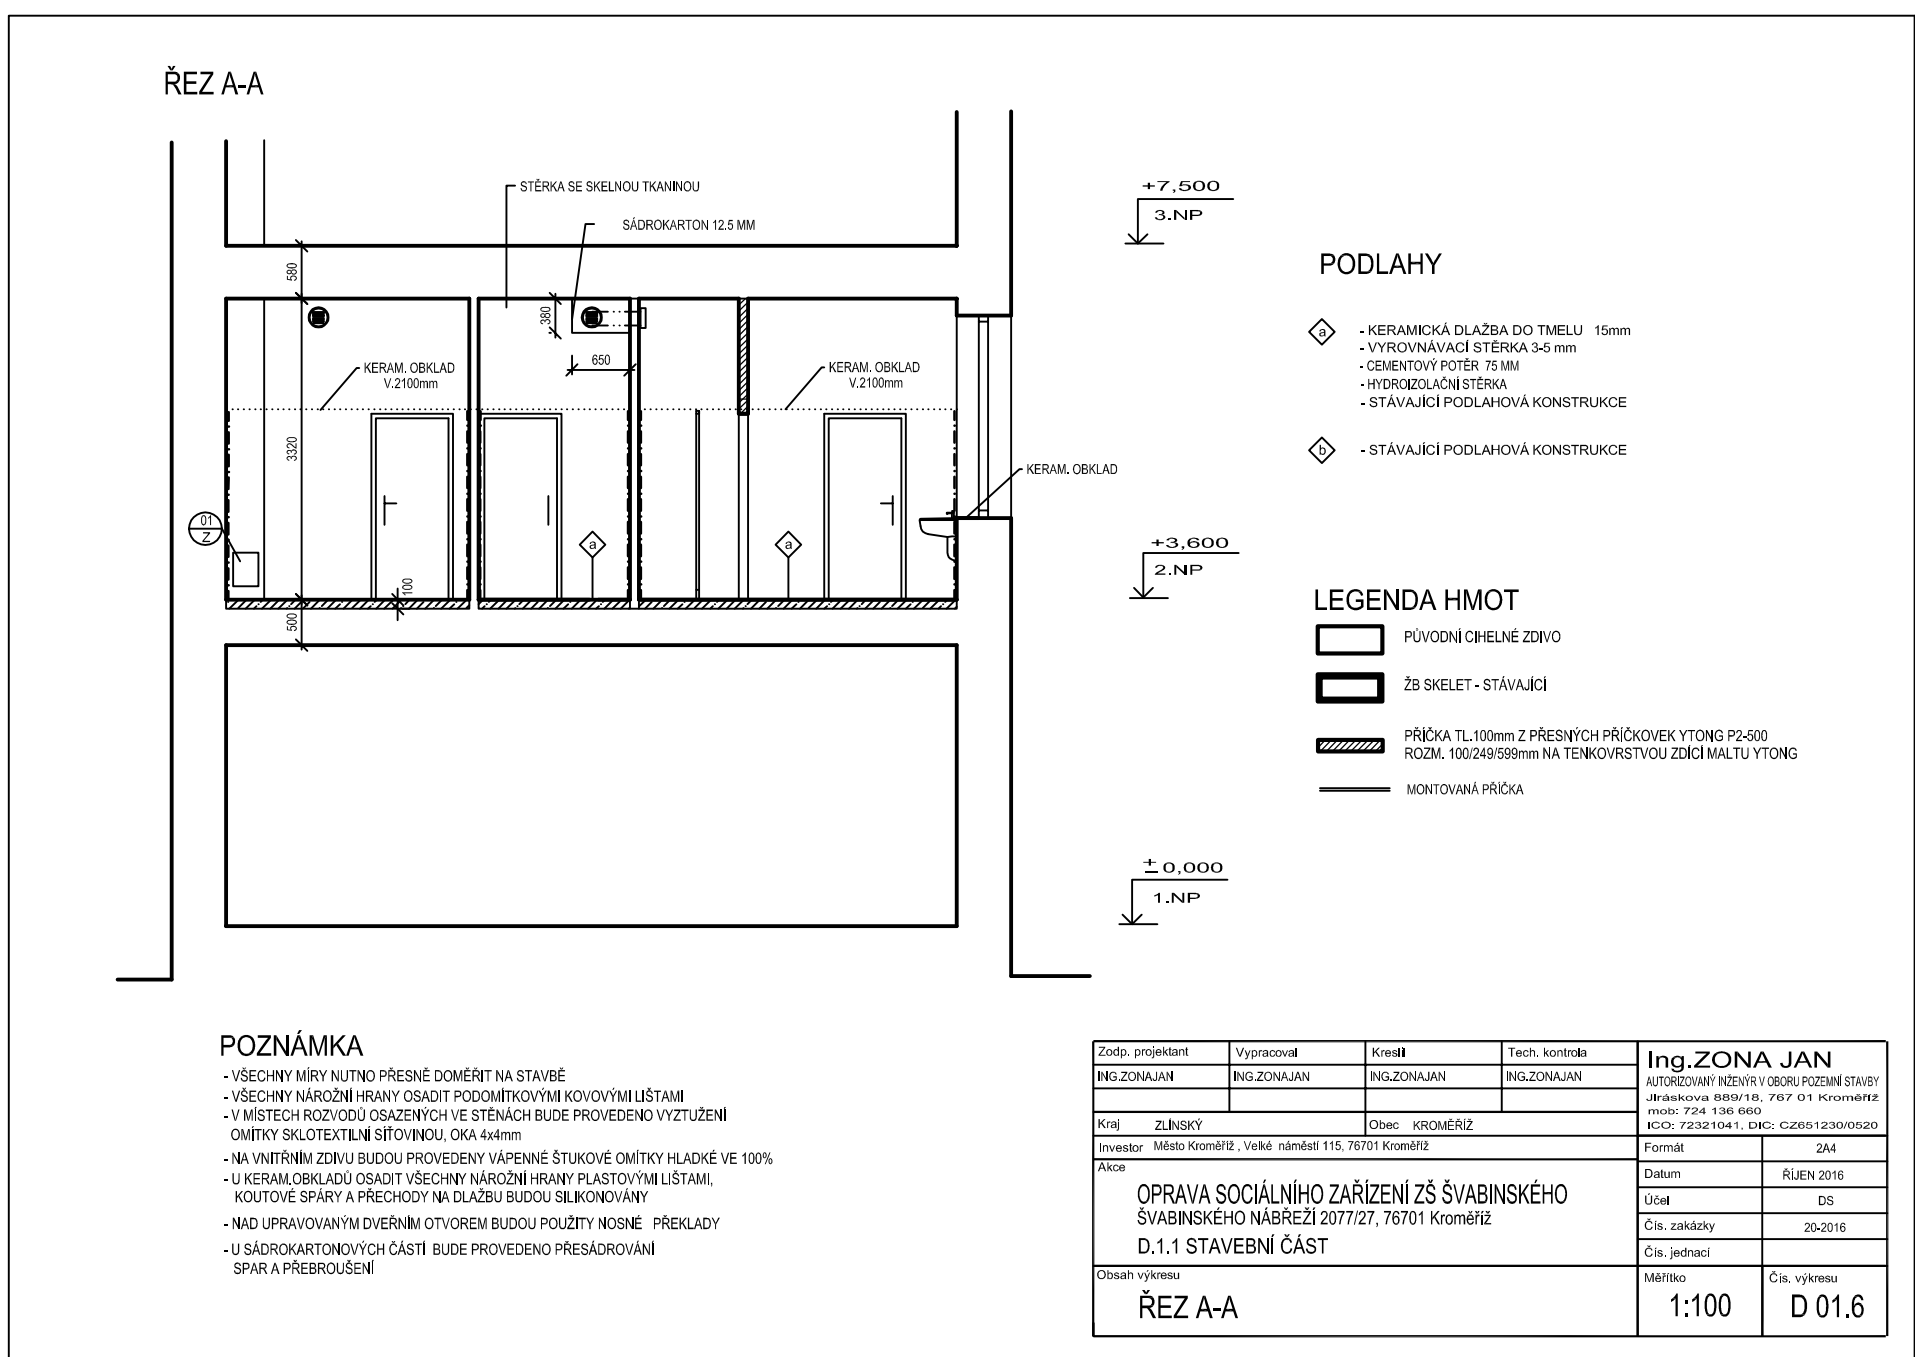 ŘEZ A-A
STĚRKA SE SKELNOU TKANINOU
SÁDROKARTON 12.5 MM
580
380
650
KERAM. OBKLAD
V.2100mm
KERAM. OBKLAD
V.2100mm
3320
KERAM. OBKLAD
01
Z
a
a
100
500
+7,500
3.NP
+3,600
2.NP
± 0,000
1.NP
PODLAHY
a
- KERAMICKÁ DLAŽBA DO TMELU 15mm
- VYROVNÁVACÍ STĚRKA 3-5 mm
- CEMENTOVÝ POTĚR 75 MM
- HYDROIZOLAČNÍ STĚRKA
- STÁVAJÍCÍ PODLAHOVÁ KONSTRUKCE
b
- STÁVAJÍCÍ PODLAHOVÁ KONSTRUKCE
LEGENDA HMOT
PŮVODNÍ CIHELNÉ ZDIVO
ŽB SKELET - STÁVAJÍCÍ
PŘÍČKA TL.100mm Z PŘESNÝCH PŘÍČKOVEK YTONG P2-500
ROZM. 100/249/599mm NA TENKOVRSTVOU ZDÍCÍ MALTU YTONG
MONTOVANÁ PŘÍČKA
POZNÁMKA
- VŠECHNY MÍRY NUTNO PŘESNĚ DOMĚŘIT NA STAVBĚ
- VŠECHNY NÁROŽNÍ HRANY OSADIT PODOMÍTKOVÝMI KOVOVÝMI LIŠTAMI
- V MÍSTECH ROZVODŮ OSAZENÝCH VE STĚNÁCH BUDE PROVEDENO VYZTUŽENÍ
OMÍTKY SKLOTEXTILNÍ SÍŤOVINOU, OKA 4x4mm
- NA VNITŘNÍM ZDIVU BUDOU PROVEDENY VÁPENNÉ ŠTUKOVÉ OMÍTKY HLADKÉ VE 100%
- U KERAM.OBKLADŮ OSADIT VŠECHNY NÁROŽNÍ HRANY PLASTOVÝMI LIŠTAMI,
KOUTOVÉ SPÁRY A PŘECHODY NA DLAŽBU BUDOU SILIKONOVÁNY
- NAD UPRAVOVANÝM DVEŘNÍM OTVOREM BUDOU POUŽITY NOSNÉ PŘEKLADY
- U SÁDROKARTONOVÝCH ČÁSTÍ BUDE PROVEDENO PŘESÁDROVÁNÍ
SPAR A PŘEBROUŠENÍ
Zodp. projektant Vypracoval Kreslil Tech. kontrola
ING.ZONAJAN ING.ZONAJAN ING.ZONAJAN ING.ZONAJAN
Kraj ZLÍNSKÝ Obec KROMĚŘÍŽ
Investor Město Kroměříž , Velké náměstí 115, 76701 Kroměříž
Akce
OPRAVA SOCIÁLNÍHO ZAŘÍZENÍ ZŠ ŠVABINSKÉHO
ŠVABINSKÉHO NÁBŘEŽÍ 2077/27, 76701 Kroměříž
D.1.1 STAVEBNÍ ČÁST
Obsah výkresu
ŘEZ A-A
Ing.ZONA JAN
AUTORIZOVANÝ INŽENÝR V OBORU POZEMNÍ STAVBY
Jiráskova 889/18, 767 01 Kroměříž
mob: 724 136 660
ICO: 72321041, DIC: CZ651230/0520
Formát 2A4
Datum ŘÍJEN 2016
Účel DS
Čís. zakázky 20-2016
Čís. jednací
Měřítko Čís. výkresu
1:100 D 01.6